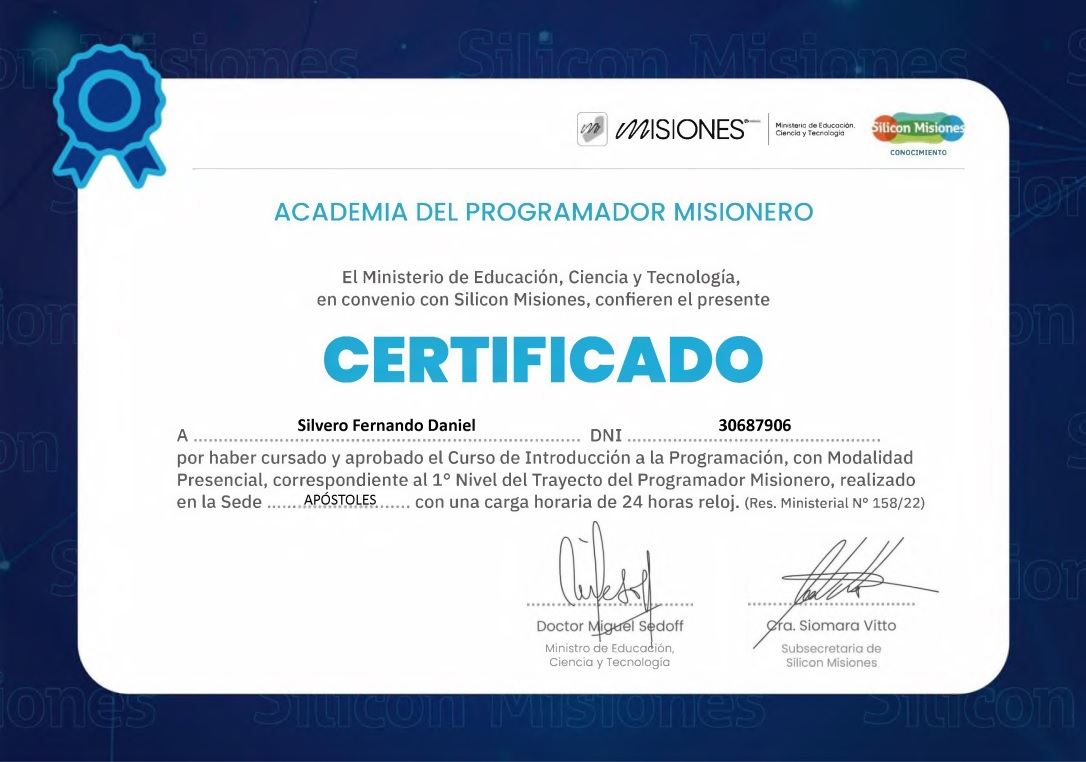 MISIONES
Ministerio de Educación,
Ciencia y Tecnología
Silicon Misiones
CONOCIMIENTO
ACADEMIA DEL PROGRAMADOR MISIONERO
El Ministerio de Educación, Ciencia y Tecnología,
en convenio con Silicon Misiones, confieren el presente
CERTIFICADO
A Silvero Fernando Daniel DNI 30687906
por haber cursado y aprobado el Curso de Introducción a la Programación, con Modalidad
Presencial, correspondiente al 1° Nivel del Trayecto del Programador Misionero, realizado
en la Sede APÓSTOLES con una carga horaria de 24 horas reloj. (Res. Ministerial N° 158/22)
Doctor Miguel Sedoff
Ministro de Educación,
Ciencia y Tecnología
Cra. Siomara Vitto
Subsecretaria de
Silicon Misiones
Silicon Misiones